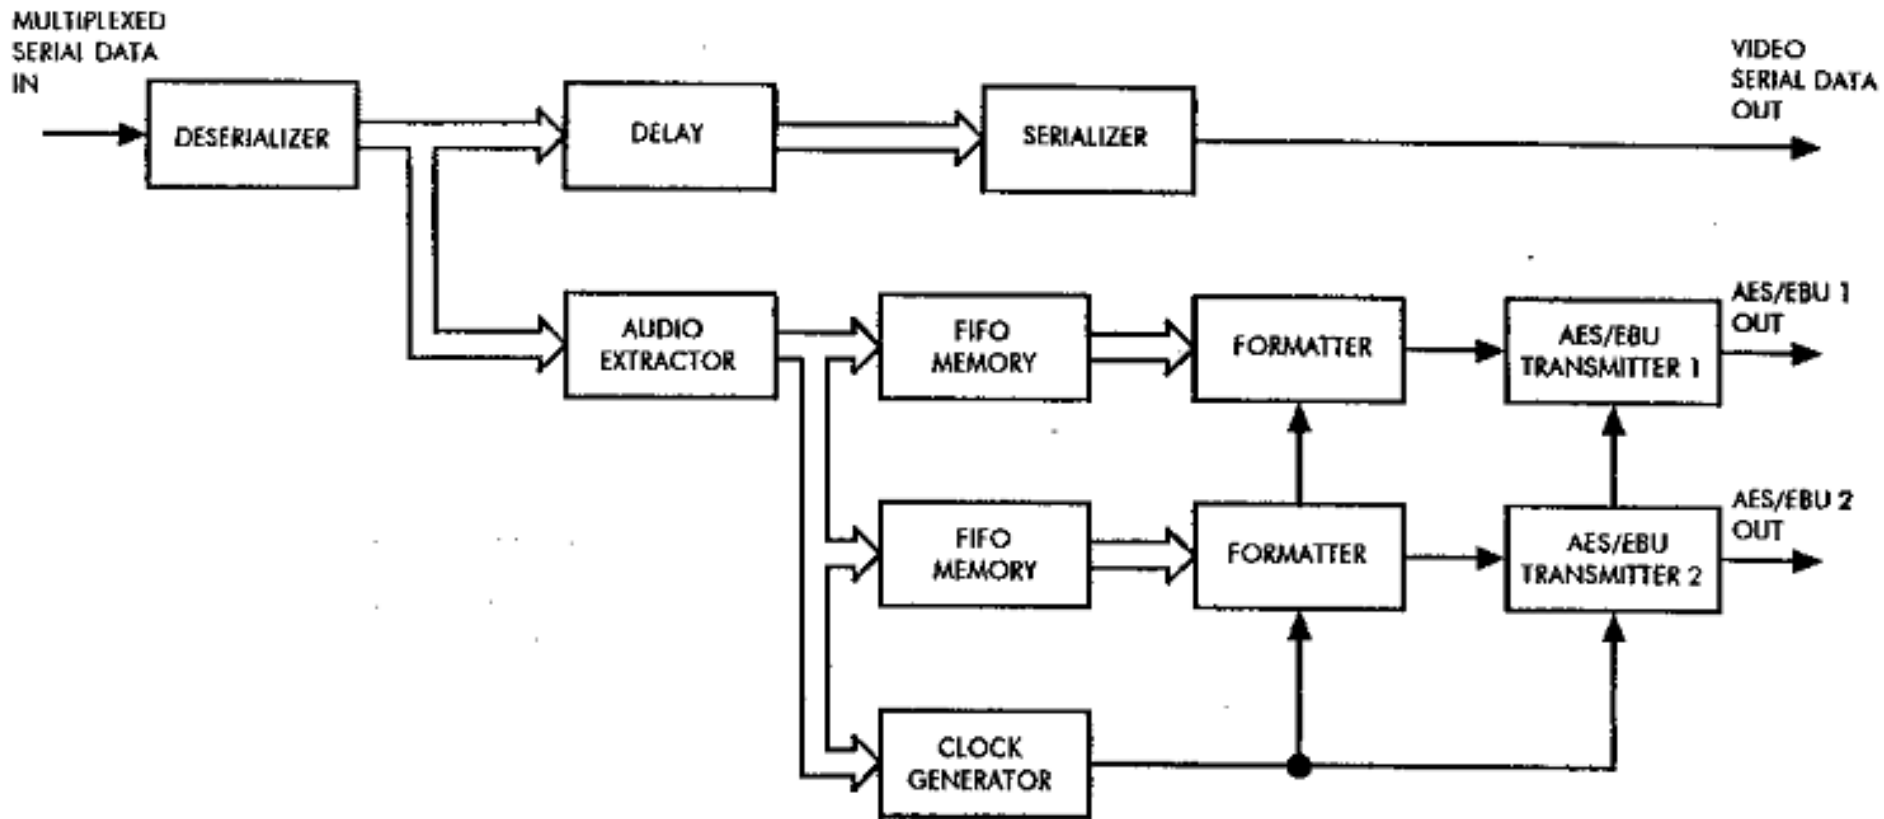 MULTIPLEXED
SERIAL DATA
IN
VIDEO
SERIAL DATA
OUT
DESERIALIZER
DELAY
SERIALIZER
AUDIO
EXTRACTOR
FIFO
MEMORY
FORMATTER
AES/EBU
TRANSMITTER 1
AES/EBU 1
OUT
FIFO
MEMORY
FORMATTER
AES/EBU
TRANSMITTER 2
AES/EBU 2
OUT
CLOCK
GENERATOR